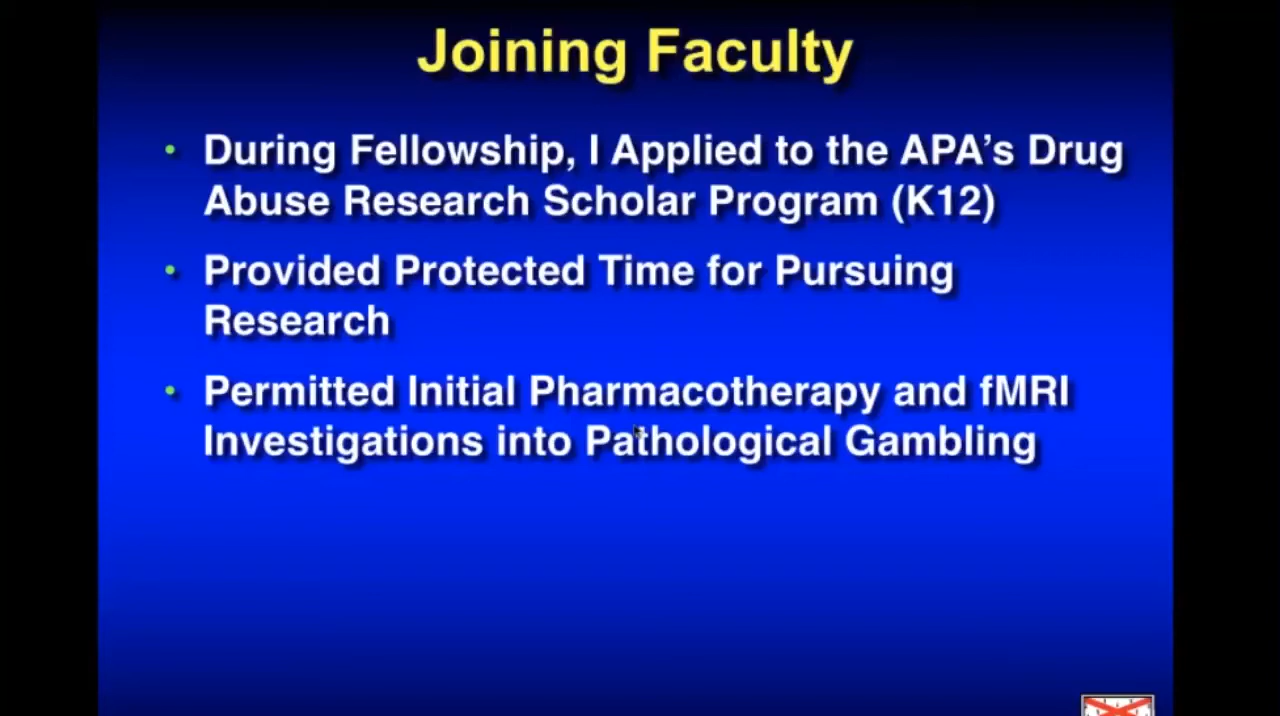 Joining Faculty
• During Fellowship, I Applied to the APA’s Drug
Abuse Research Scholar Program (K12)
• Provided Protected Time for Pursuing
Research
• Permitted Initial Pharmacotherapy and fMRI
Investigations into Pathological Gambling